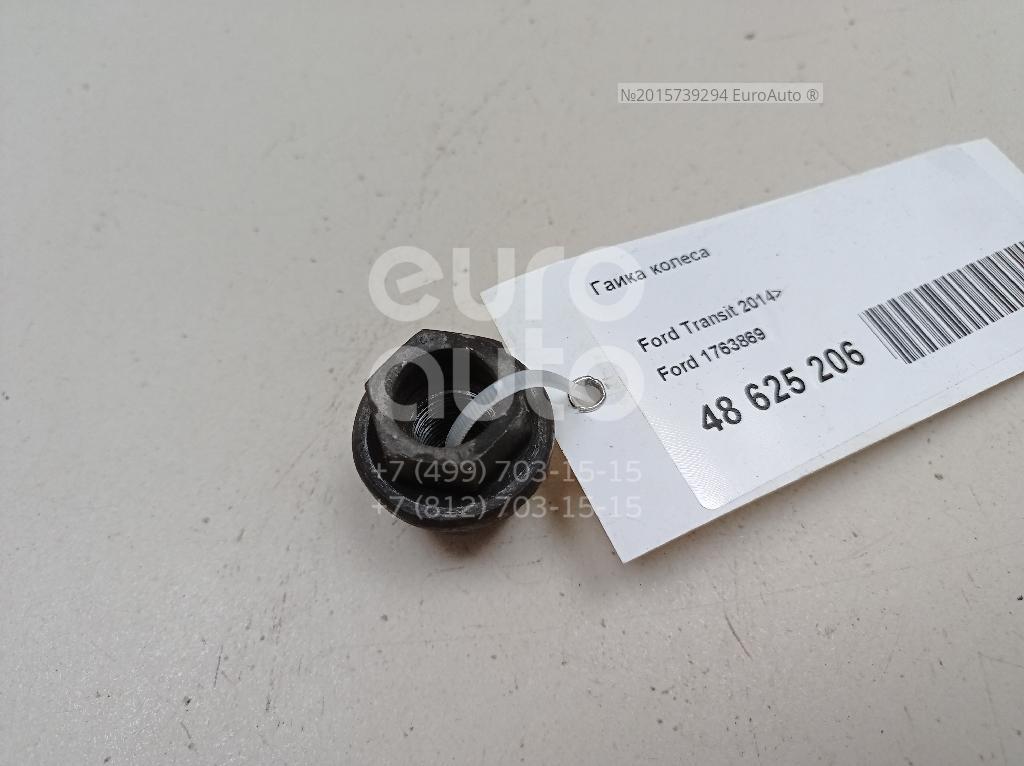 №2015739294 EuroAuto ®
euro
auto
+7 (499) 703-15-15
+7 (812) 703-15-15
Гайка колеса
Ford Transit 2014>
Ford 1763869
48 625 206